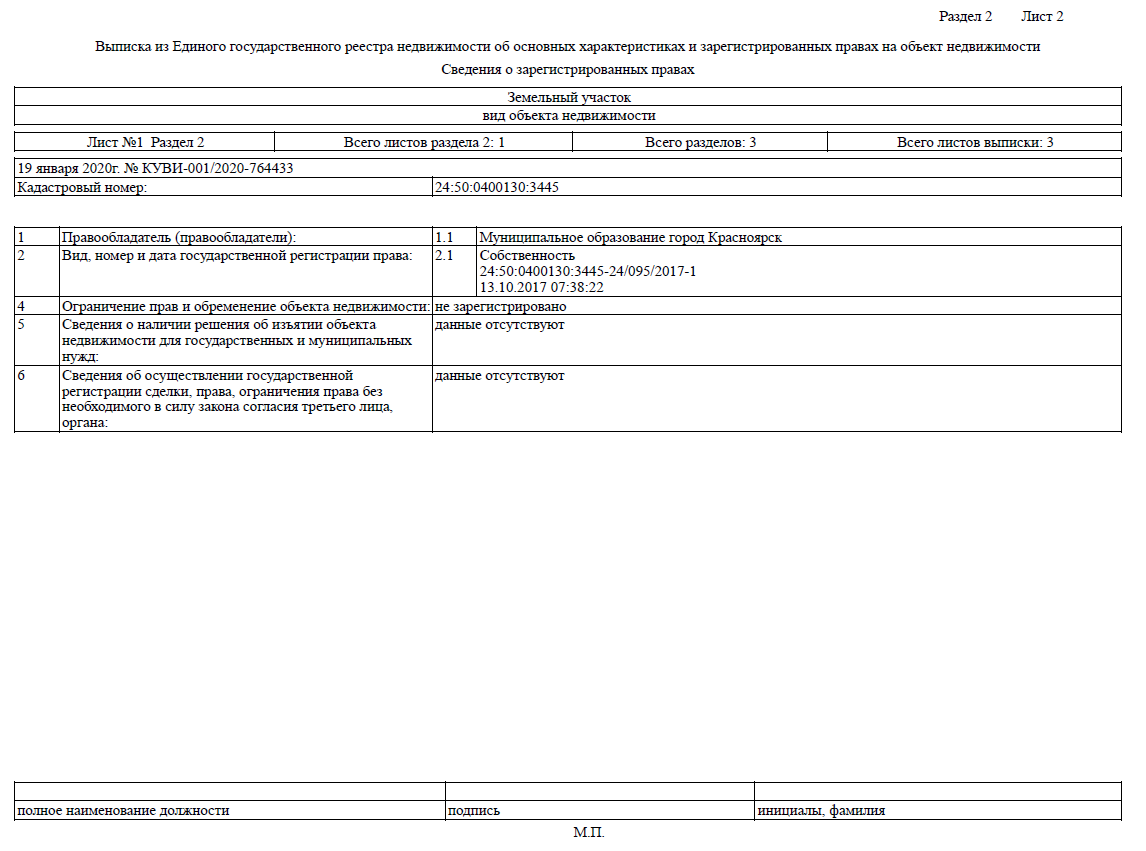 Раздел 2 Лист 2
Выписка из Единого государственного реестра недвижимости об основных характеристиках и зарегистрированных правах на объект недвижимости
Сведения о зарегистрированных правах
Земельный участок
вид объекта недвижимости
Лист №1 Раздел 2 Всего листов раздела 2: 1 Всего разделов: 3 Всего листов выписки: 3
19 января 2020г. № КУВИ-001/2020-764433
Кадастровый номер: 24:50:0400130:3445
1 Правообладатель (правообладатели): 1.1 Муниципальное образование город Красноярск
2 Вид, номер и дата государственной регистрации права: 2.1 Собственность
24:50:0400130:3445-24/095/2017-1
13.10.2017 07:38:22
4 Ограничение прав и обременение объекта недвижимости: не зарегистрировано
5 Сведения о наличии решения об изъятии объекта данные отсутствуют
недвижимости для государственных и муниципальных
нужд:
6 Сведения об осуществлении государственной данные отсутствуют
регистрации сделки, права, ограничения права без
необходимого в силу закона согласия третьего лица,
органа:
полное наименование должности подпись инициалы, фамилия
М.П.